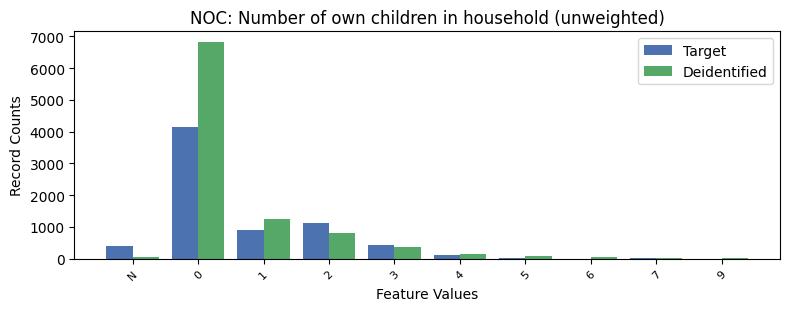 NOC: Number of own children in household (unweighted)
Target
Deidentified
Record Counts
7000
6000
5000
4000
3000
2000
1000
0
N 0 1 2 3 4 5 6 7 9
Feature Values